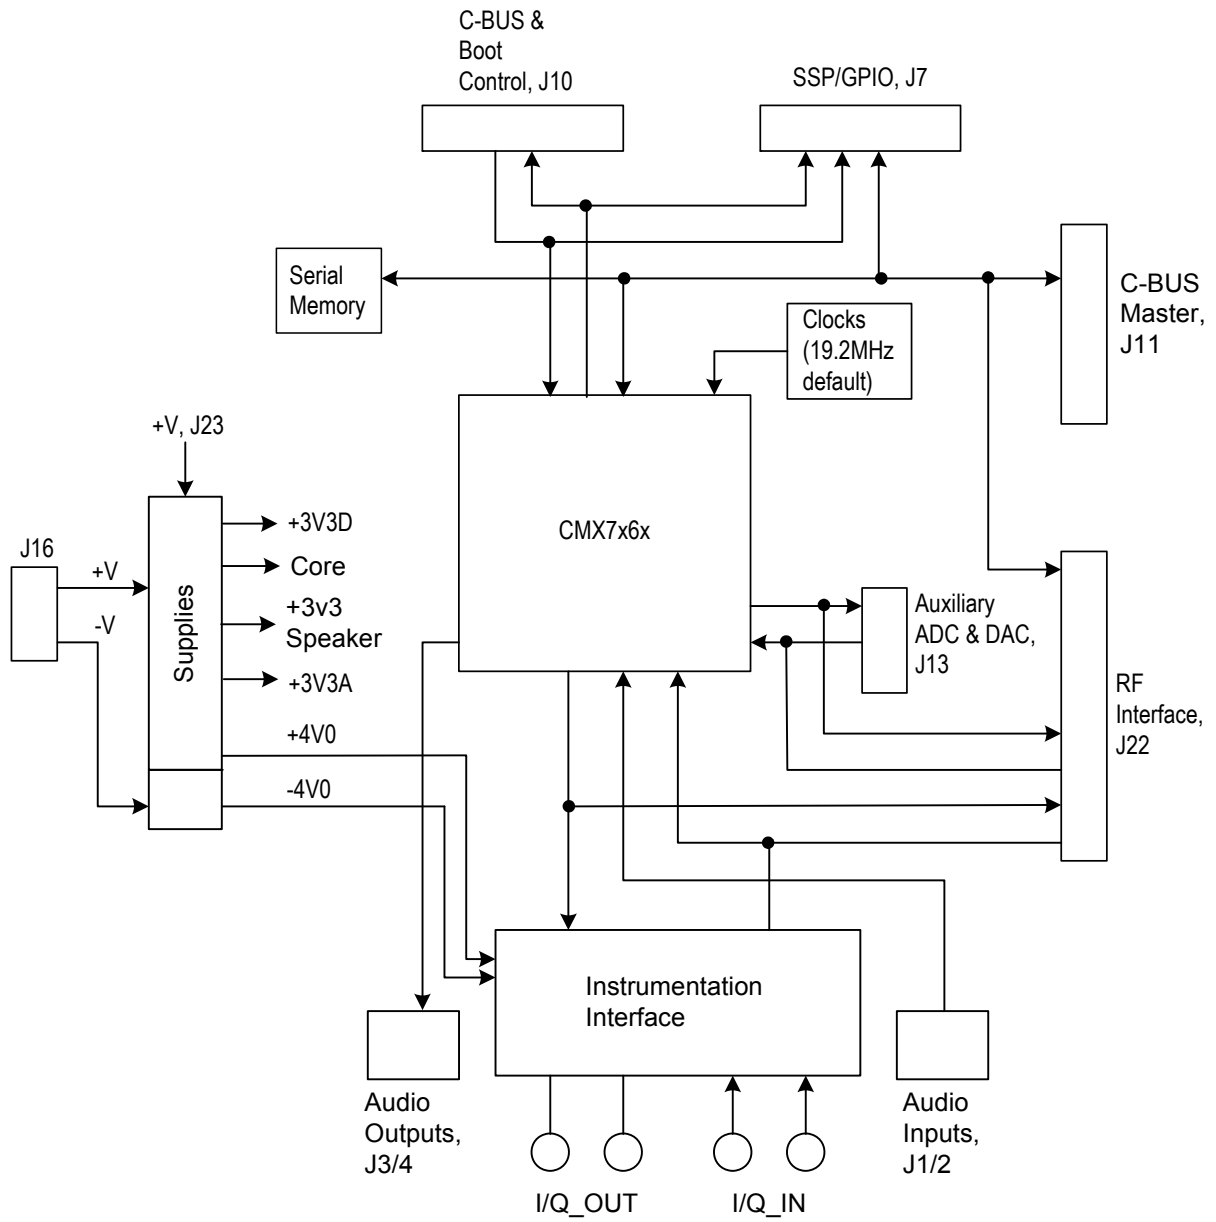 C-BUS &
Boot
Control, J10
SSP/GPIO, J7
Serial
Memory
Clocks
(19.2MHz
default)
C-BUS
Master,
J11
+V, J23
CMX7x6x
J16
+V
-V
Supplies
+3V3D
Core
+3v3
Speaker
+3V3A
+4V0
-4V0
Auxiliary
ADC & DAC,
J13
RF
Interface,
J22
Instrumentation
Interface
Audio
Outputs,
J3/4
Audio
Inputs,
J1/2
I/Q_OUT
I/Q_IN